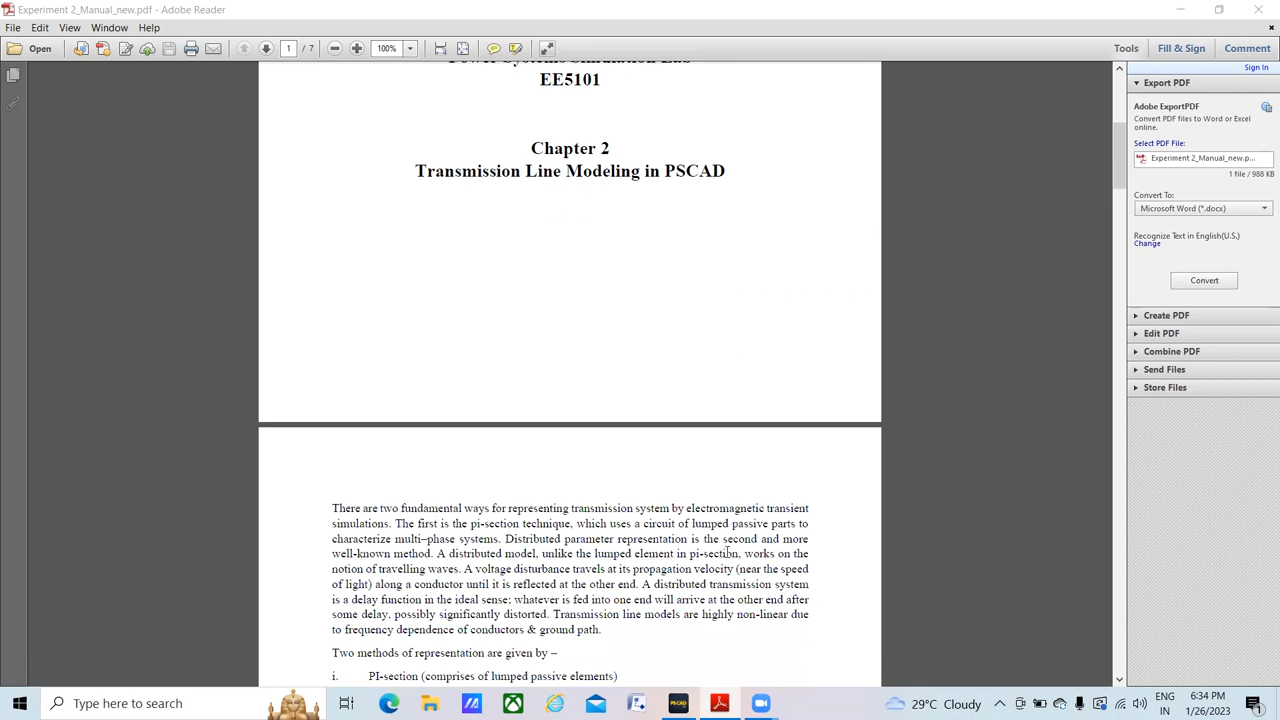 Experiment 2_Manual_new.pdf - Adobe Reader
File Edit View Window Help
Open 1 / 7 100% Tools Fill & Sign Comment
Sign In
Export PDF
Adobe ExportPDF
Convert PDF files to Word or Excel
online.
Select PDF File:
Experiment 2_Manual_new.p...
1 file / 988 KB
Convert To:
Microsoft Word (*.docx)
Recognize Text in English(U.S.)
Change
Convert
Create PDF
Edit PDF
Combine PDF
Send Files
Store Files
Power Systems Simulation Lab
EE5101
Chapter 2
Transmission Line Modeling in PSCAD
There are two fundamental ways for representing transmission system by electromagnetic transient
simulations. The first is the pi-section technique, which uses a circuit of lumped passive parts to
characterize multi–phase systems. Distributed parameter representation is the second and more
well-known method. A distributed model, unlike the lumped element in pi-section, works on the
notion of travelling waves. A voltage disturbance travels at its propagation velocity (near the speed
of light) along a conductor until it is reflected at the other end. A distributed transmission system
is a delay function in the ideal sense; whatever is fed into one end will arrive at the other end after
some delay, possibly significantly distorted. Transmission line models are highly non-linear due
to frequency dependence of conductors & ground path.
Two methods of representation are given by –
i. PI-section (comprises of lumped passive elements)
Type here to search
PSCAD
29°C Cloudy
ENG
IN
6:34 PM
1/26/2023
1